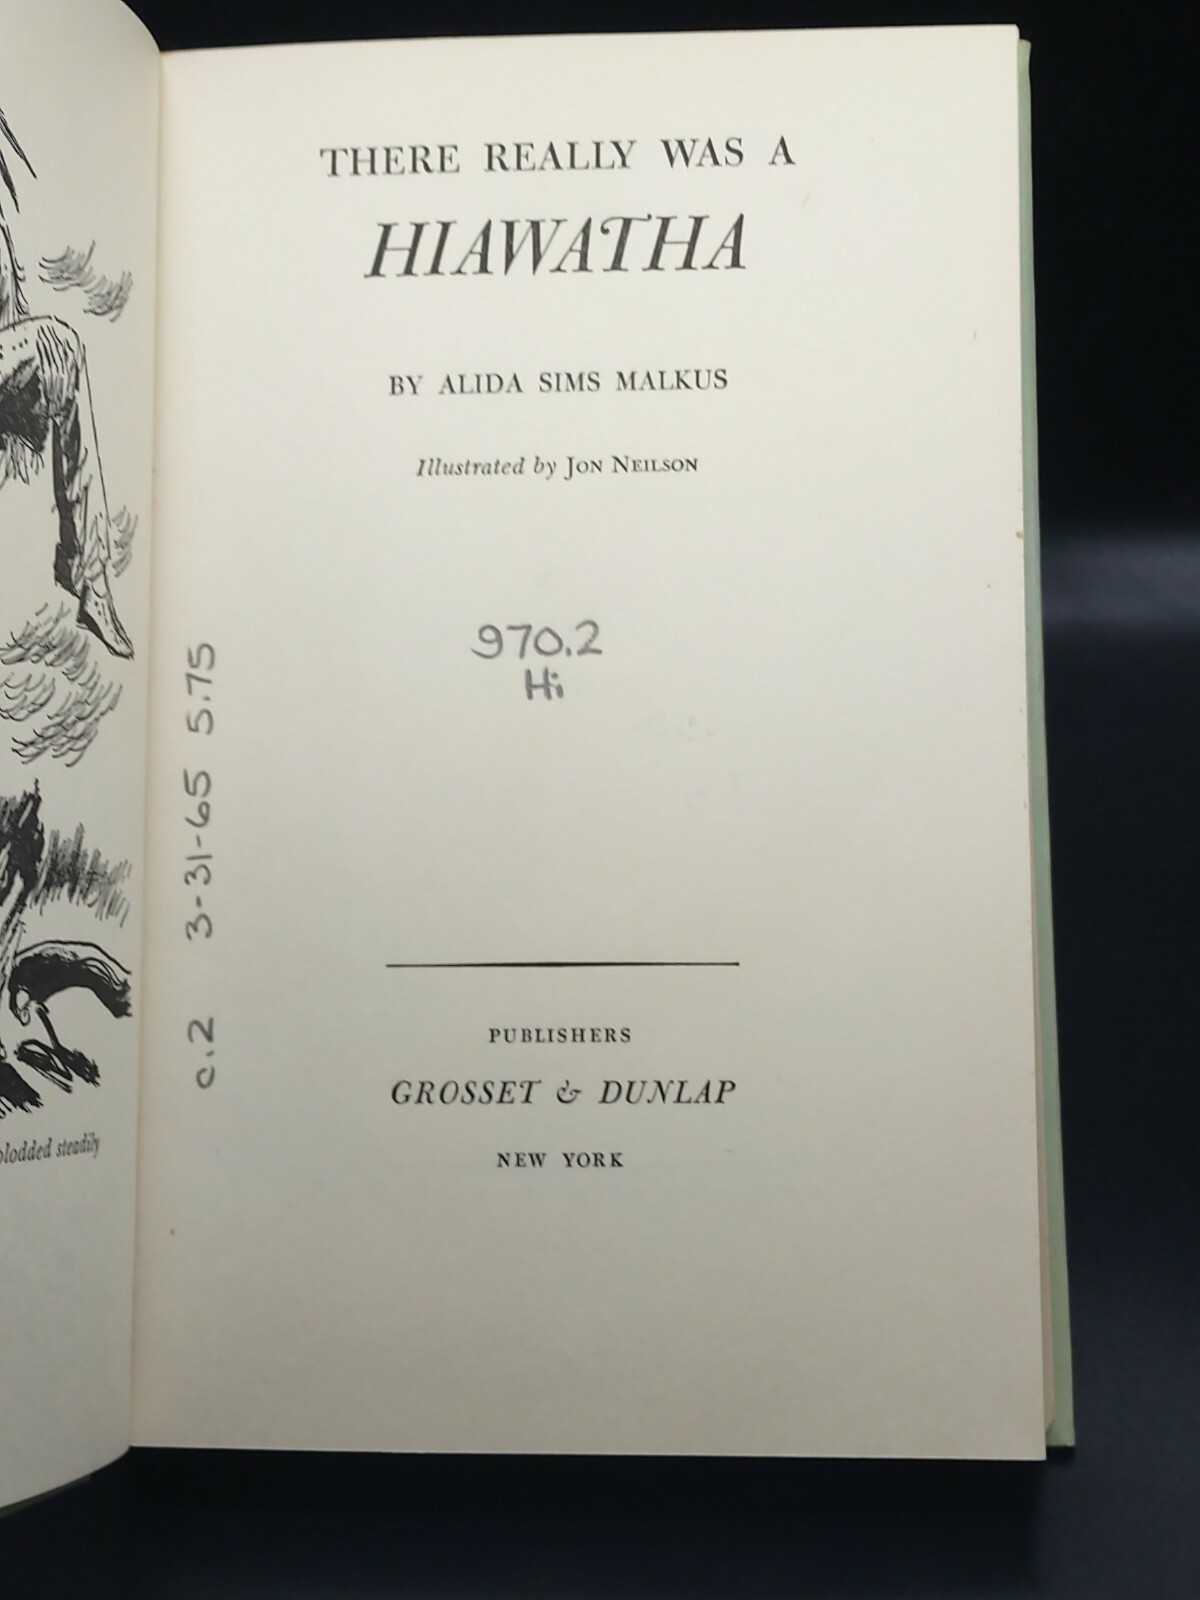 THERE REALLY WAS A
HIAWATHA
BY ALIDA SIMS MALKUS
Illustrated by JON NEILSON
970.2
Hi
c.2 3-31-65 5.75
PUBLISHERS
GROSSET & DUNLAP
NEW YORK
plodded steadily